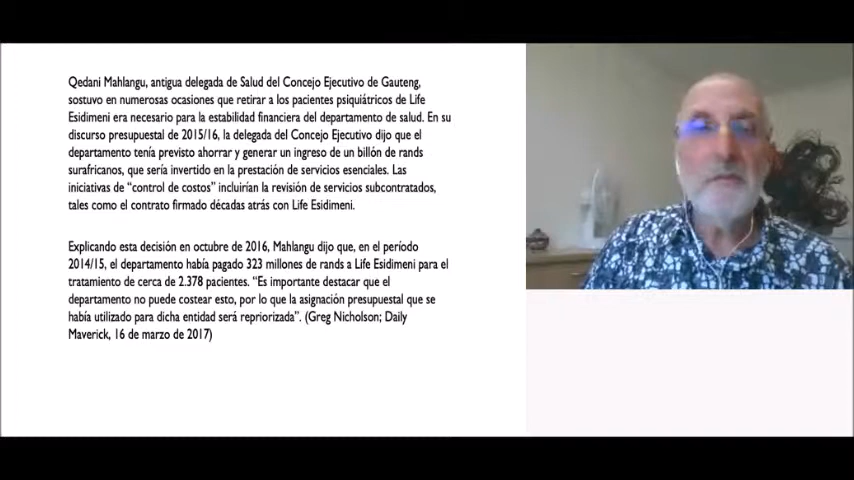 Qedani Mahlangu, antigua delegada de Salud del Concejo Ejecutivo de Gauteng,
sostuvo en numerosas ocasiones que retirar a los pacientes psiquiátricos de Life
Esidimeni era necesario para la estabilidad financiera del departamento de salud. En su
discurso presupuestal de 2015/16, la delegada del Concejo Ejecutivo dijo que el
departamento tenía previsto ahorrar y generar un ingreso de un billón de rands
surafricanos, que sería invertido en la prestación de servicios esenciales. Las
iniciativas de “control de costos” incluirían la revisión de servicios subcontratados,
tales como el contrato firmado décadas atrás con Life Esidimeni.
Explicando esta decisión en octubre de 2016, Mahlangu dijo que, en el período
2014/15, el departamento había pagado 323 millones de rands a Life Esidimeni para el
tratamiento de cerca de 2.378 pacientes. “Es importante destacar que el
departamento no puede costear esto, por lo que la asignación presupuestal que se
había utilizado para dicha entidad será repriorizada”. (Greg Nicholson; Daily
Maverick, 16 de marzo de 2017)